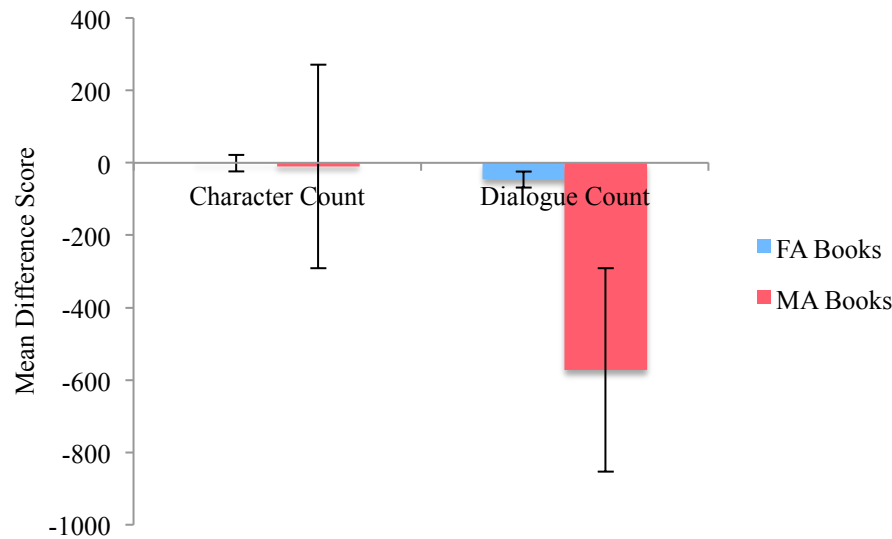 400
200
0
-200
-400
-600
-800
-1000
Mean Difference Score
Character Count
Dialogue Count
FA Books
MA Books